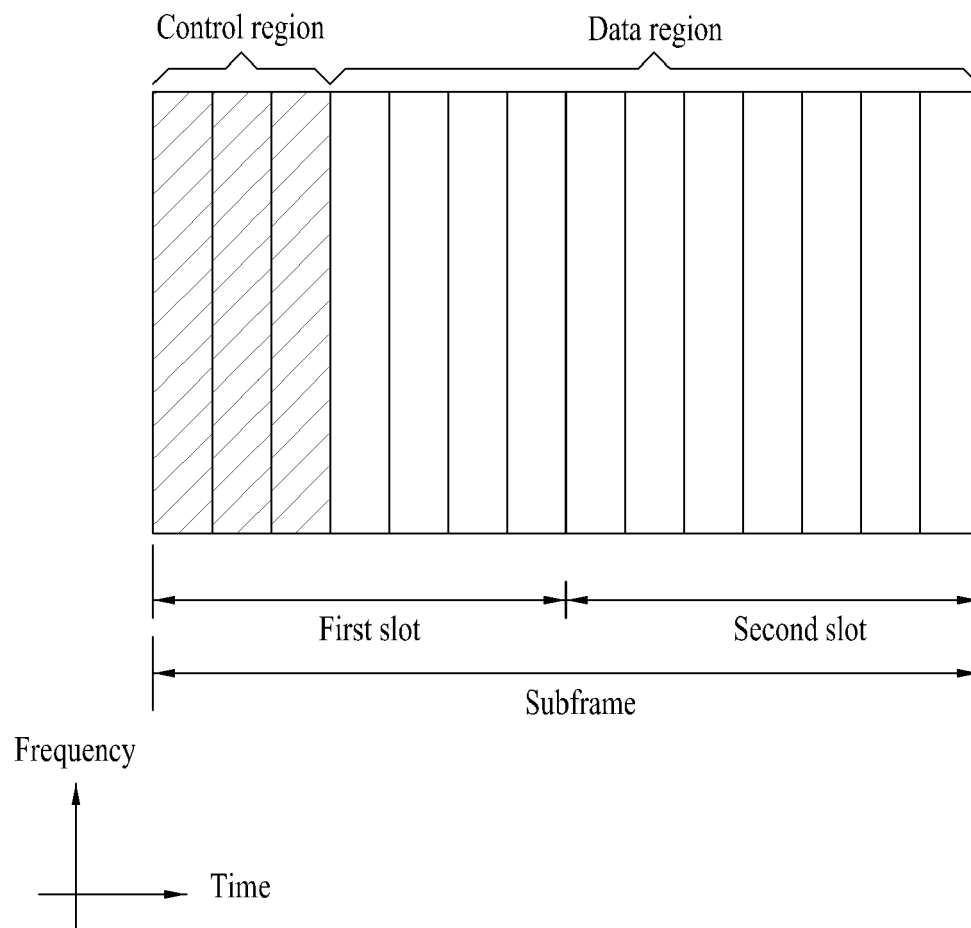 Control region
Data region
First slot
Second slot
Subframe
Frequency
Time